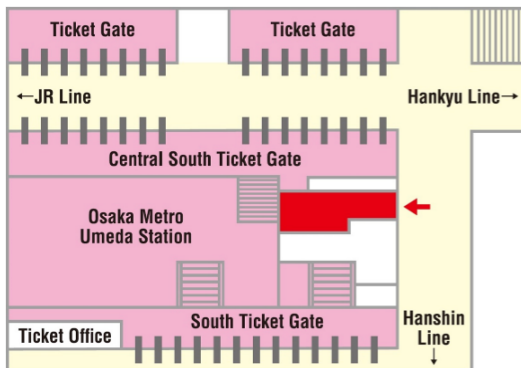 Ticket Gate
Ticket Gate
←JR Line
Hankyu Line→
Central South Ticket Gate
Osaka Metro
Umeda Station
South Ticket Gate
Ticket Office
Hanshin
Line
↓